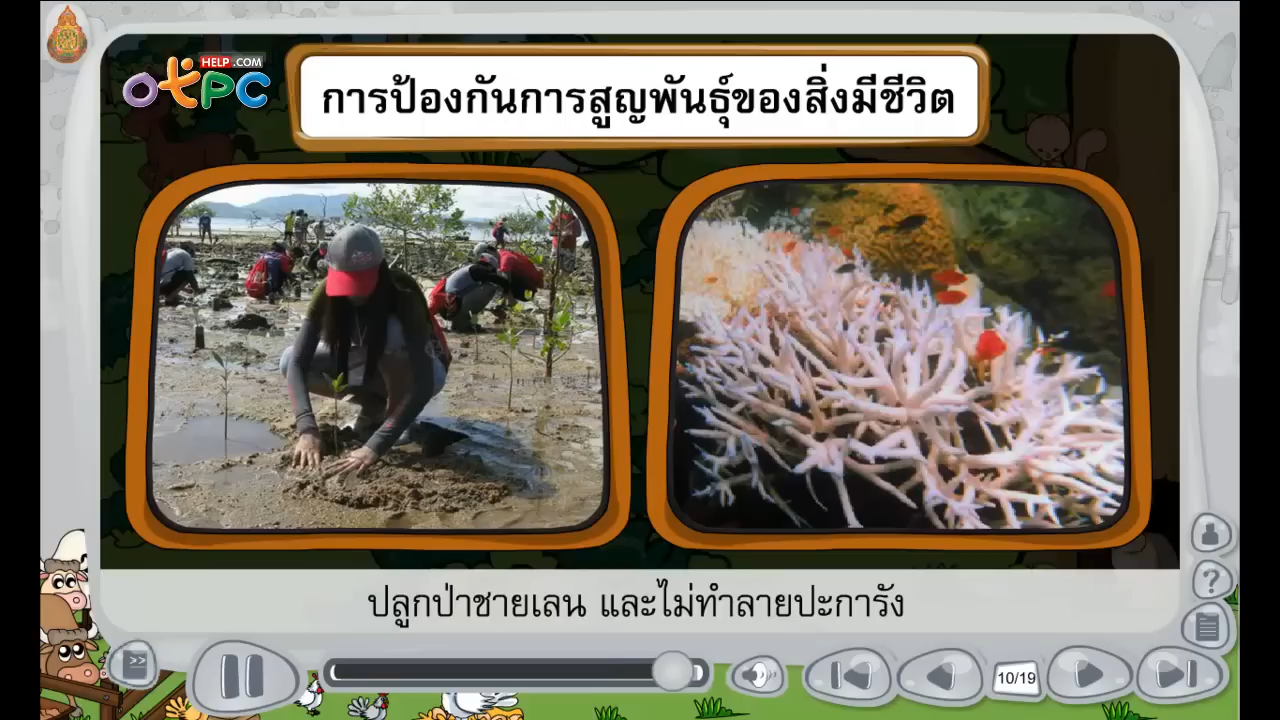 HELP.COM
OTPC
การป้องกันการสูญพันธุ์ของสิ่งมีชีวิต
ปลูกป่าชายเลน และไม่ทำลายปะการัง
>>
?
10/19